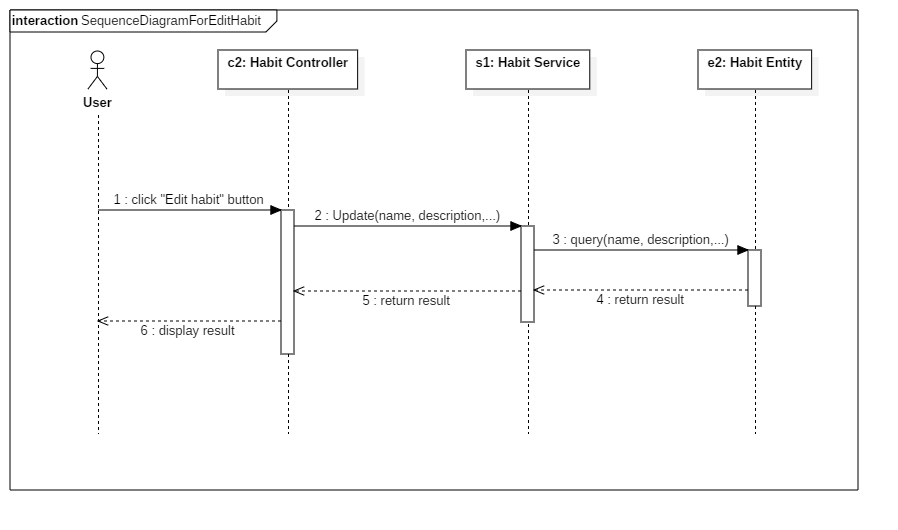 interaction SequenceDiagramForEditHabit
c2: Habit Controller
s1: Habit Service
e2: Habit Entity
User
1 : click "Edit habit" button
2 : Update(name, description,...)
3 : query(name, description,...)
4 : return result
5 : return result
6 : display result